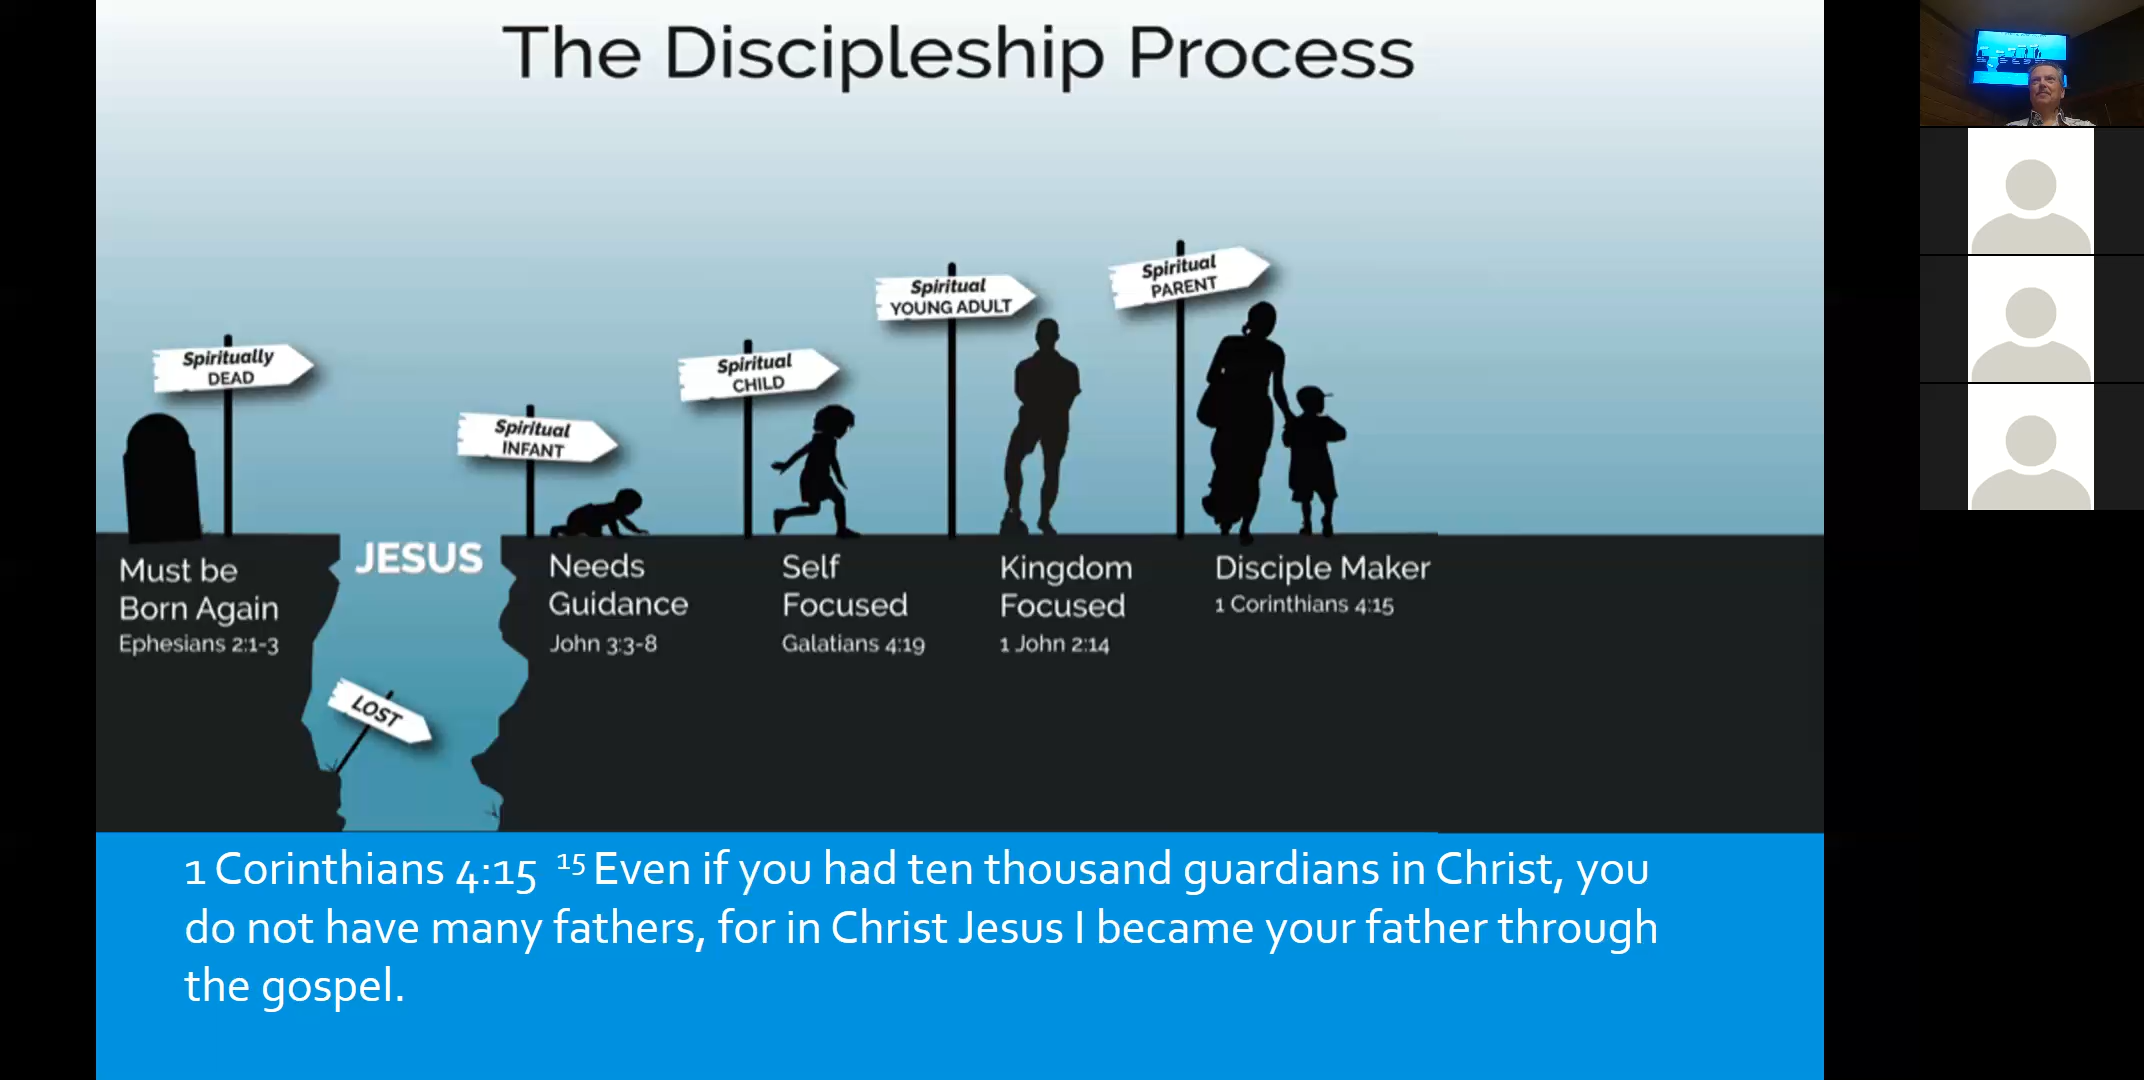 The Discipleship Process
Spiritually
DEAD
Spiritual
INFANT
Spiritual
CHILD
Spiritual
YOUNG ADULT
Spiritual
PARENT
JESUS
LOST
Must be
Born Again
Ephesians 2:1-3
Needs
Guidance
John 3:3-8
Self
Focused
Galatians 4:19
Kingdom
Focused
1 John 2:14
Disciple Maker
1 Corinthians 4:15
1 Corinthians 4:15 15 Even if you had ten thousand guardians in Christ, you
do not have many fathers, for in Christ Jesus I became your father through
the gospel.